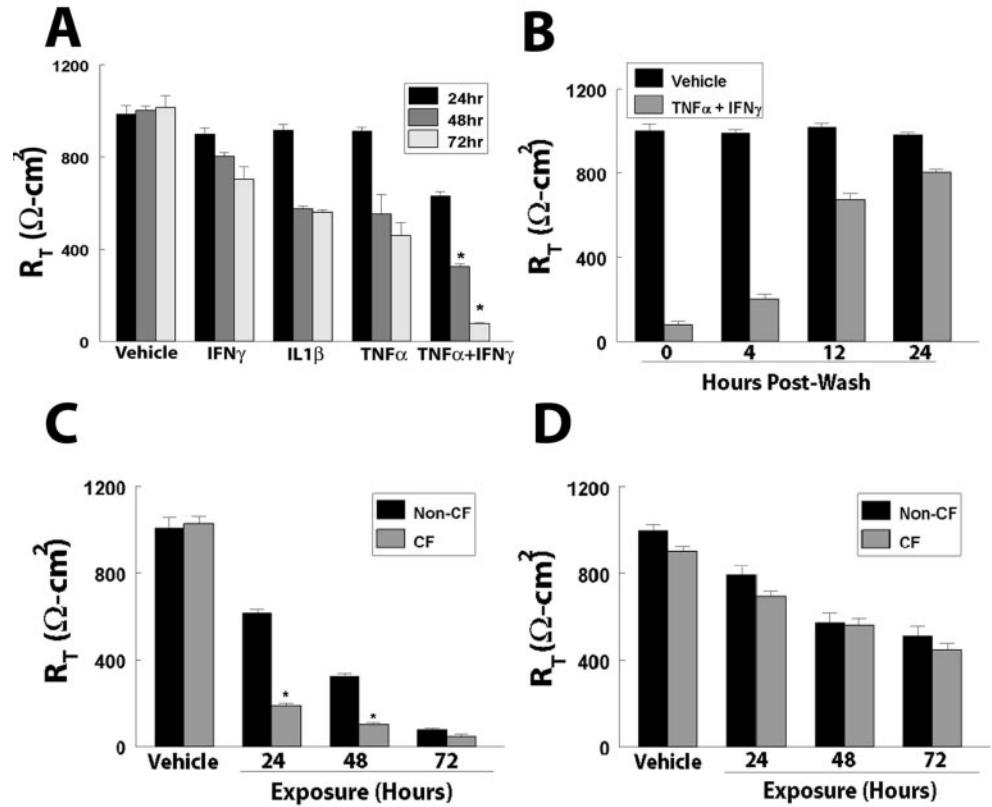 A
R_T (Ω-cm²)
1200
800
400
0
24hr
48hr
72hr
*
*
Vehicle IFNγ IL1β TNFα TNFα+IFNγ
B
R_T (Ω-cm²)
1200
1000
800
400
0
Vehicle
TNFα + IFNγ
0 4 12 24
Hours Post-Wash
C
R_T (Ω-cm²)
1200
800
400
0
Non-CF
CF
*
*
Vehicle 24 48 72
Exposure (Hours)
D
R_T (Ω-cm²)
1200
800
400
0
Non-CF
CF
Vehicle 24 48 72
Exposure (Hours)